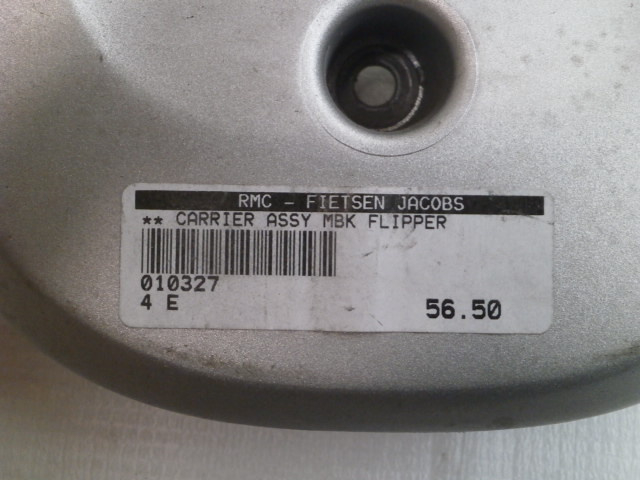 RMC - FIETSEN JACOBS
** CARRIER ASSY MBK FLIPPER
010327
4 E 56.50